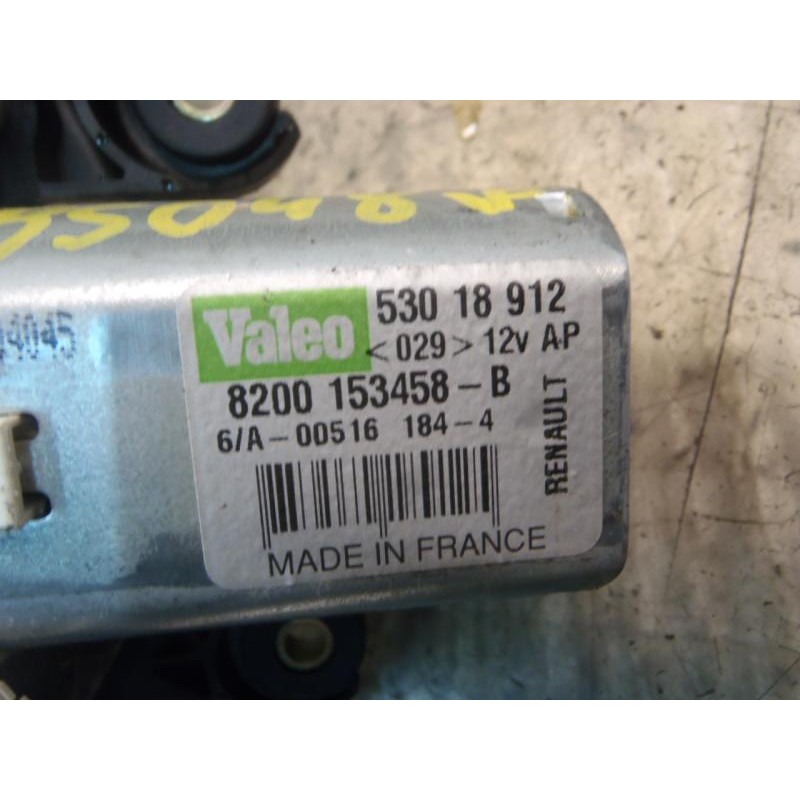 Valeo
530 18 912
<029> 12v AP
8200 153458-B
6/A-00516 184-4
RENAULT
MADE IN FRANCE